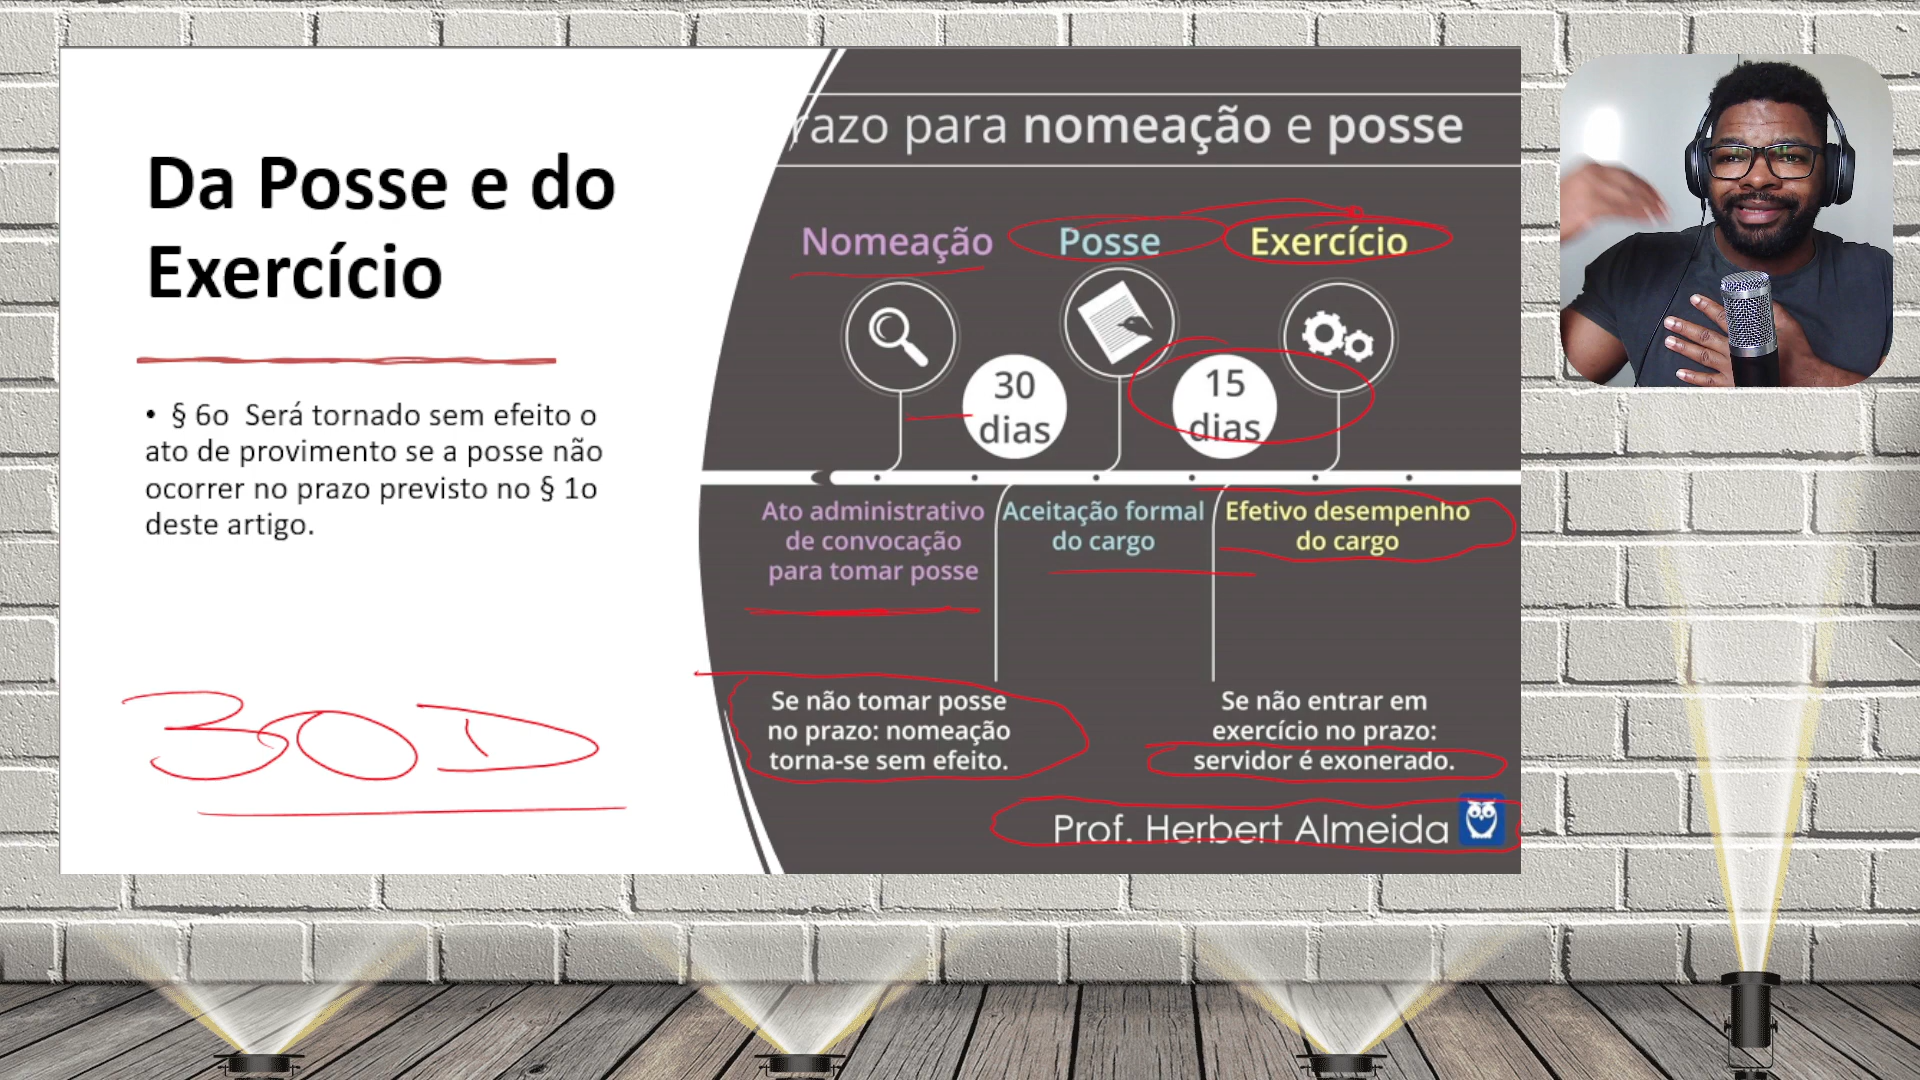 Da Posse e do
Exercício
• § 6o Será tornado sem efeito o
ato de provimento se a posse não
ocorrer no prazo previsto no § 1o
deste artigo.
30D
razo para nomeação e posse
Nomeação
Posse
Exercício
30
dias
15
dias
Ato administrativo
de convocação
para tomar posse
Aceitação formal
do cargo
Efetivo desempenho
do cargo
Se não tomar posse
no prazo: nomeação
torna-se sem efeito.
Se não entrar em
exercício no prazo:
servidor é exonerado.
Prof. Herbert Almeida